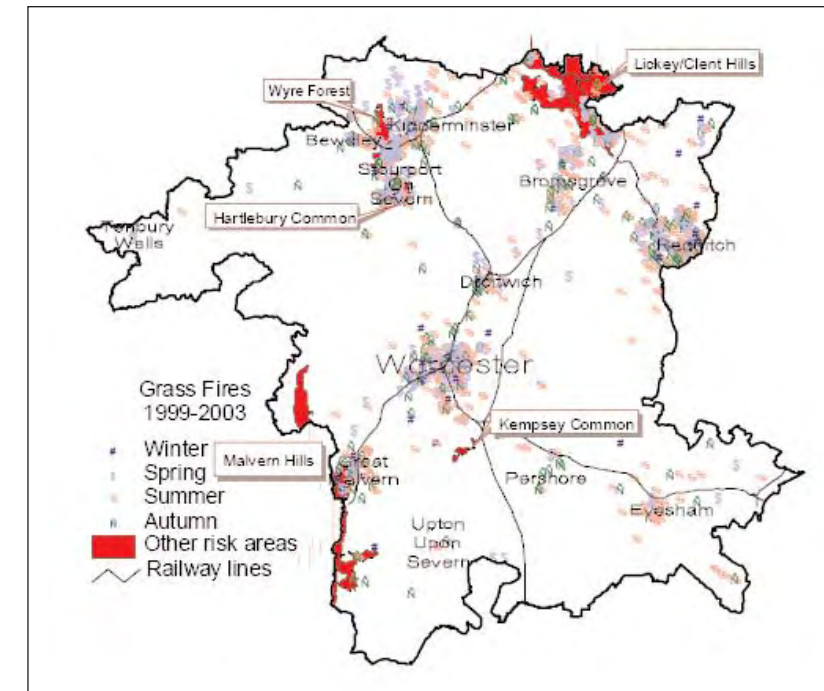 Lickey/Clent Hills
Wyre Forest
Kidderminster
Bewdley
Stourport
On
Severn
Bromsgrove
Hartlebury Common
Tenbury
Wells
Redditch
Droitwich
Worcester
Grass Fires
1999-2003
Winter
Spring
Summer
Autumn
Other risk areas
Railway lines
Kempsey Common
Malvern Hills
Great
Malvern
Pershore
Evesham
Upton
Upon
Severn